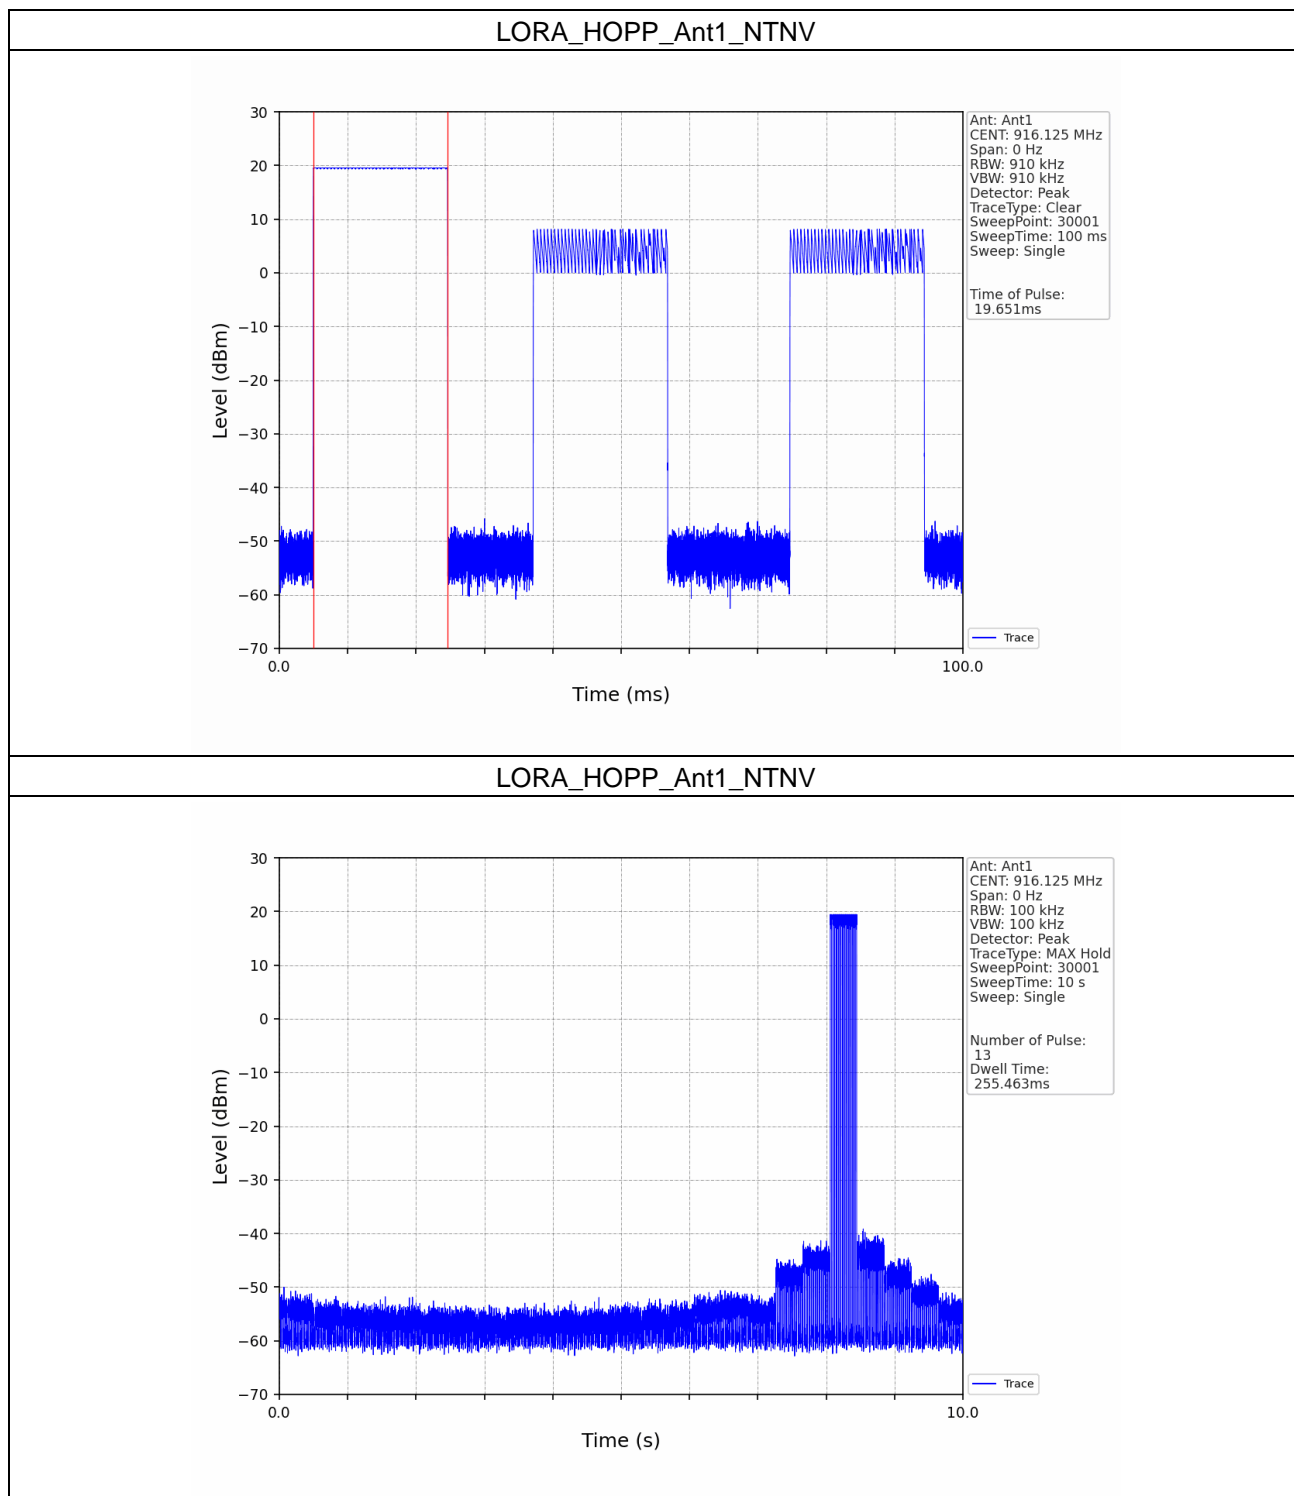 LORA_HOPP_Ant1_NTNV
30
20
10
0
−10
−20
−30
−40
−50
−60
−70
Level (dBm)
0.0
100.0
Time (ms)
Ant: Ant1
CENT: 916.125 MHz
Span: 0 Hz
RBW: 910 kHz
VBW: 910 kHz
Detector: Peak
TraceType: Clear
SweepPoint: 30001
SweepTime: 100 ms
Sweep: Single
Time of Pulse:
19.651ms
Trace
LORA_HOPP_Ant1_NTNV
30
20
10
0
−10
−20
−30
−40
−50
−60
−70
Level (dBm)
0.0
10.0
Time (s)
Ant: Ant1
CENT: 916.125 MHz
Span: 0 Hz
RBW: 100 kHz
VBW: 100 kHz
Detector: Peak
TraceType: MAX Hold
SweepPoint: 30001
SweepTime: 10 s
Sweep: Single
Number of Pulse:
13
Dwell Time:
255.463ms
Trace